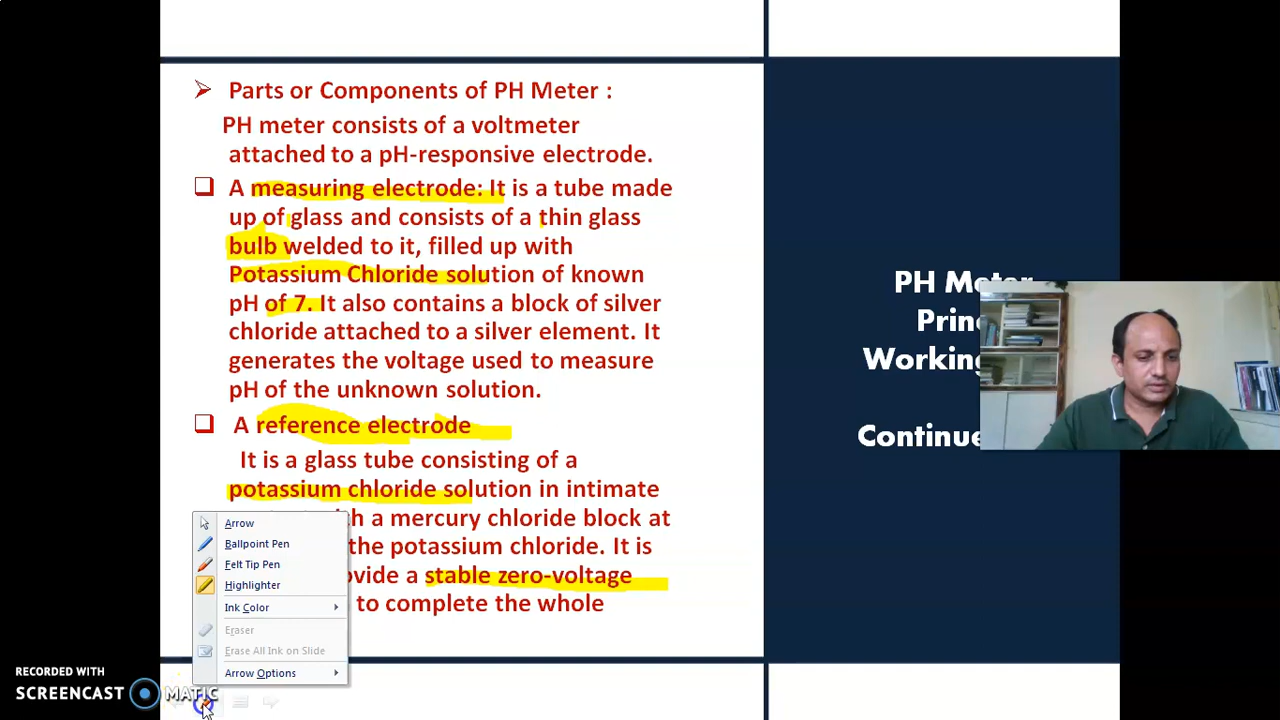 Parts or Components of PH Meter :
PH meter consists of a voltmeter
attached to a pH-responsive electrode.
A measuring electrode: It is a tube made
up of glass and consists of a thin glass
bulb welded to it, filled up with
Potassium Chloride solution of known
pH of 7. It also contains a block of silver
chloride attached to a silver element. It
generates the voltage used to measure
pH of the unknown solution.
A reference electrode
It is a glass tube consisting of a
potassium chloride solution in intimate
a mercury chloride block at
the potassium chloride. It is
a stable zero-voltage
to complete the whole
Arrow
Ballpoint Pen
Felt Tip Pen
Highlighter
Ink Color
Eraser
Erase All Ink on Slide
Arrow Options
PH Meter
Working
RECORDED WITH
SCREENCAST MATIC